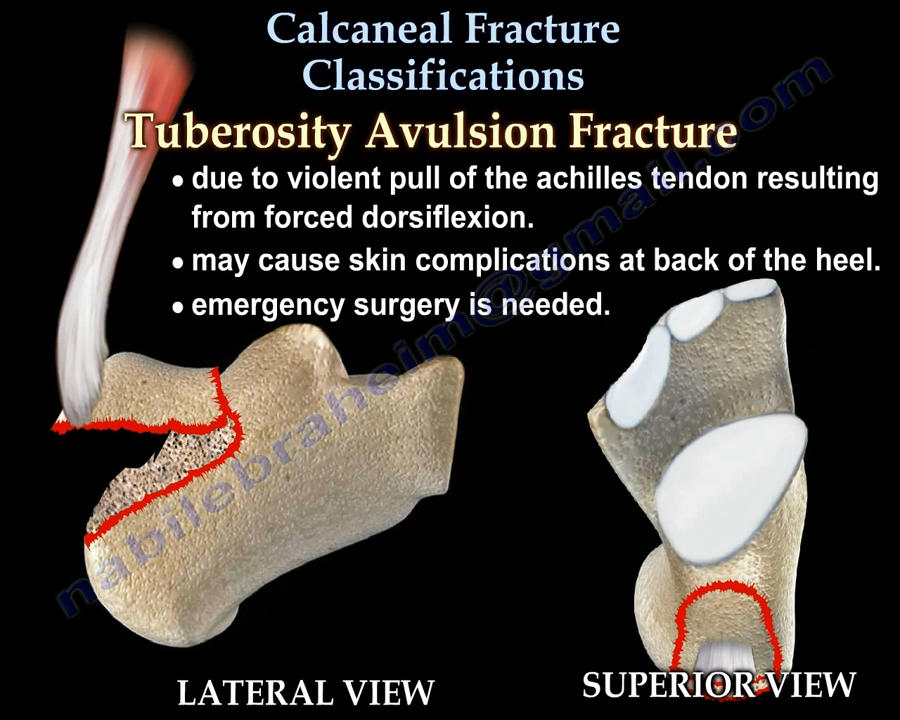 Calcaneal Fracture
Classifications
Tuberosity Avulsion Fracture
• due to violent pull of the achilles tendon resulting
from forced dorsiflexion.
• may cause skin complications at back of the heel.
• emergency surgery is needed.
nabilebraheim@gmail.com
LATERAL VIEW
SUPERIOR VIEW